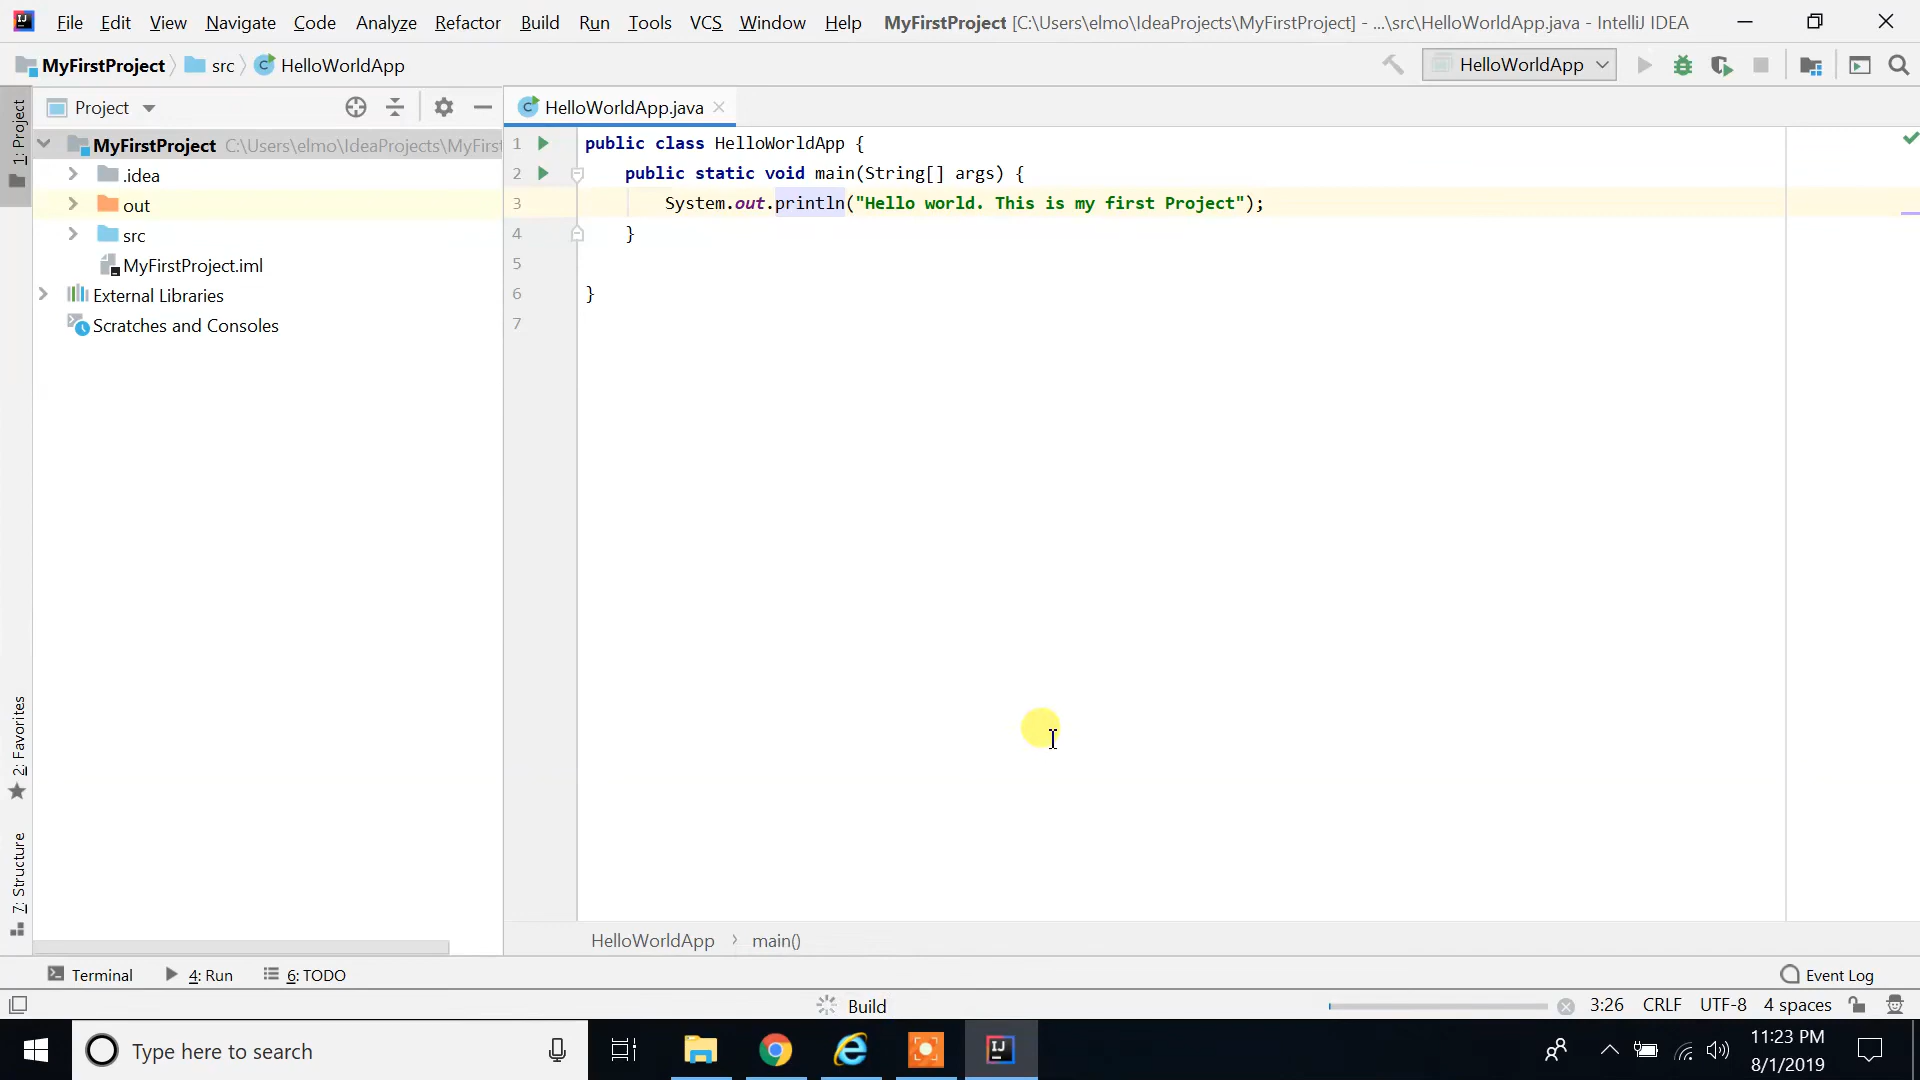 File Edit View Navigate Code Analyze Refactor Build Run Tools VCS Window Help MyFirstProject [C:\Users\elmo\IdeaProjects\MyFirstProject] - ...\src\HelloWorldApp.java - IntelliJ IDEA
MyFirstProject src HelloWorldApp HelloWorldApp
1: Project
Project HelloWorldApp.java
MyFirstProject C:\Users\elmo\IdeaProjects\MyFirst
.idea
out
src
MyFirstProject.iml
External Libraries
Scratches and Consoles
1 public class HelloWorldApp {
2 public static void main(String[] args) {
3 System.out.println("Hello world. This is my first Project");
4 }
5
6 }
7
2: Favorites
7: Structure
HelloWorldApp main()
Terminal 4: Run 6: TODO Event Log
Build 3:26 CRLF UTF-8 4 spaces
Type here to search
11:23 PM
8/1/2019